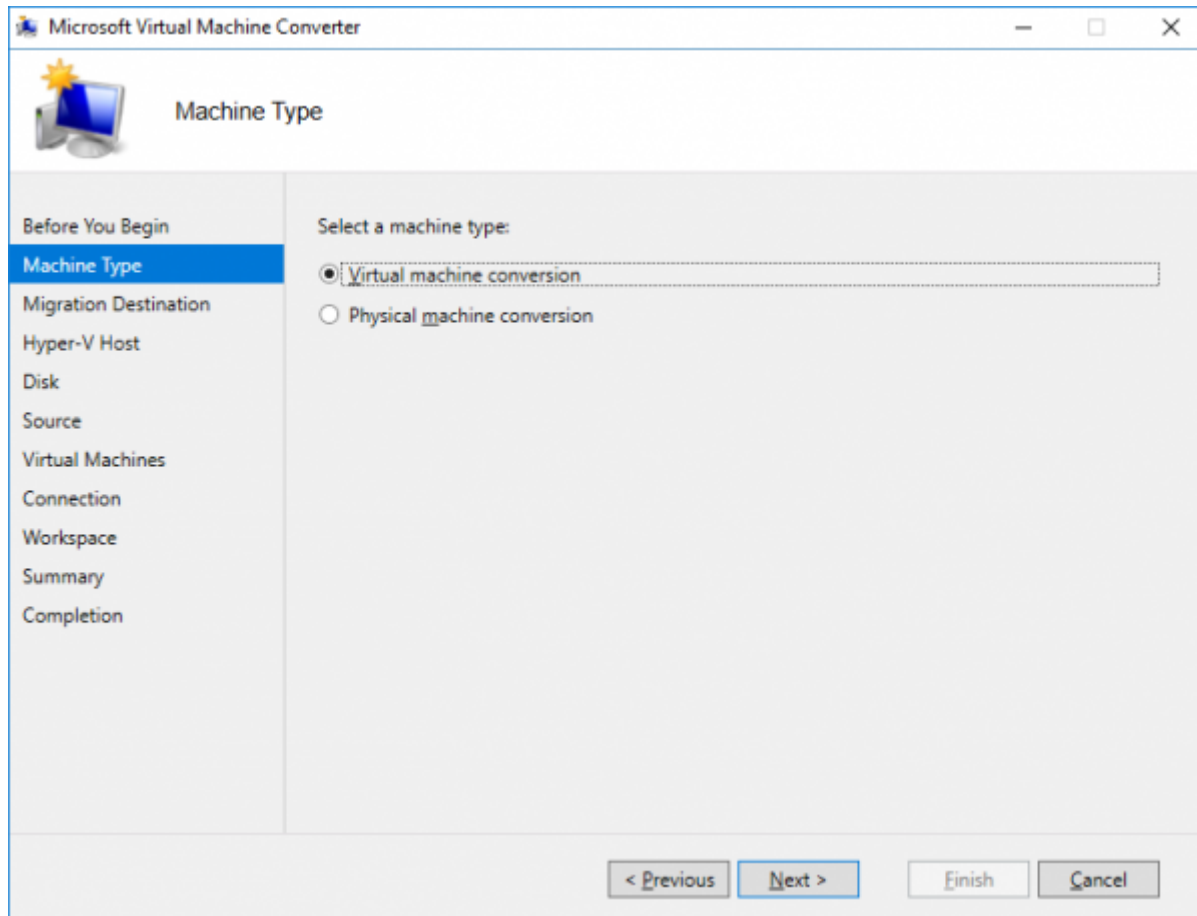 Microsoft Virtual Machine Converter
Machine Type
Before You Begin
Machine Type
Migration Destination
Hyper-V Host
Disk
Source
Virtual Machines
Connection
Workspace
Summary
Completion
Select a machine type:
Virtual machine conversion
Physical machine conversion
< Previous
Next >
Finish
Cancel